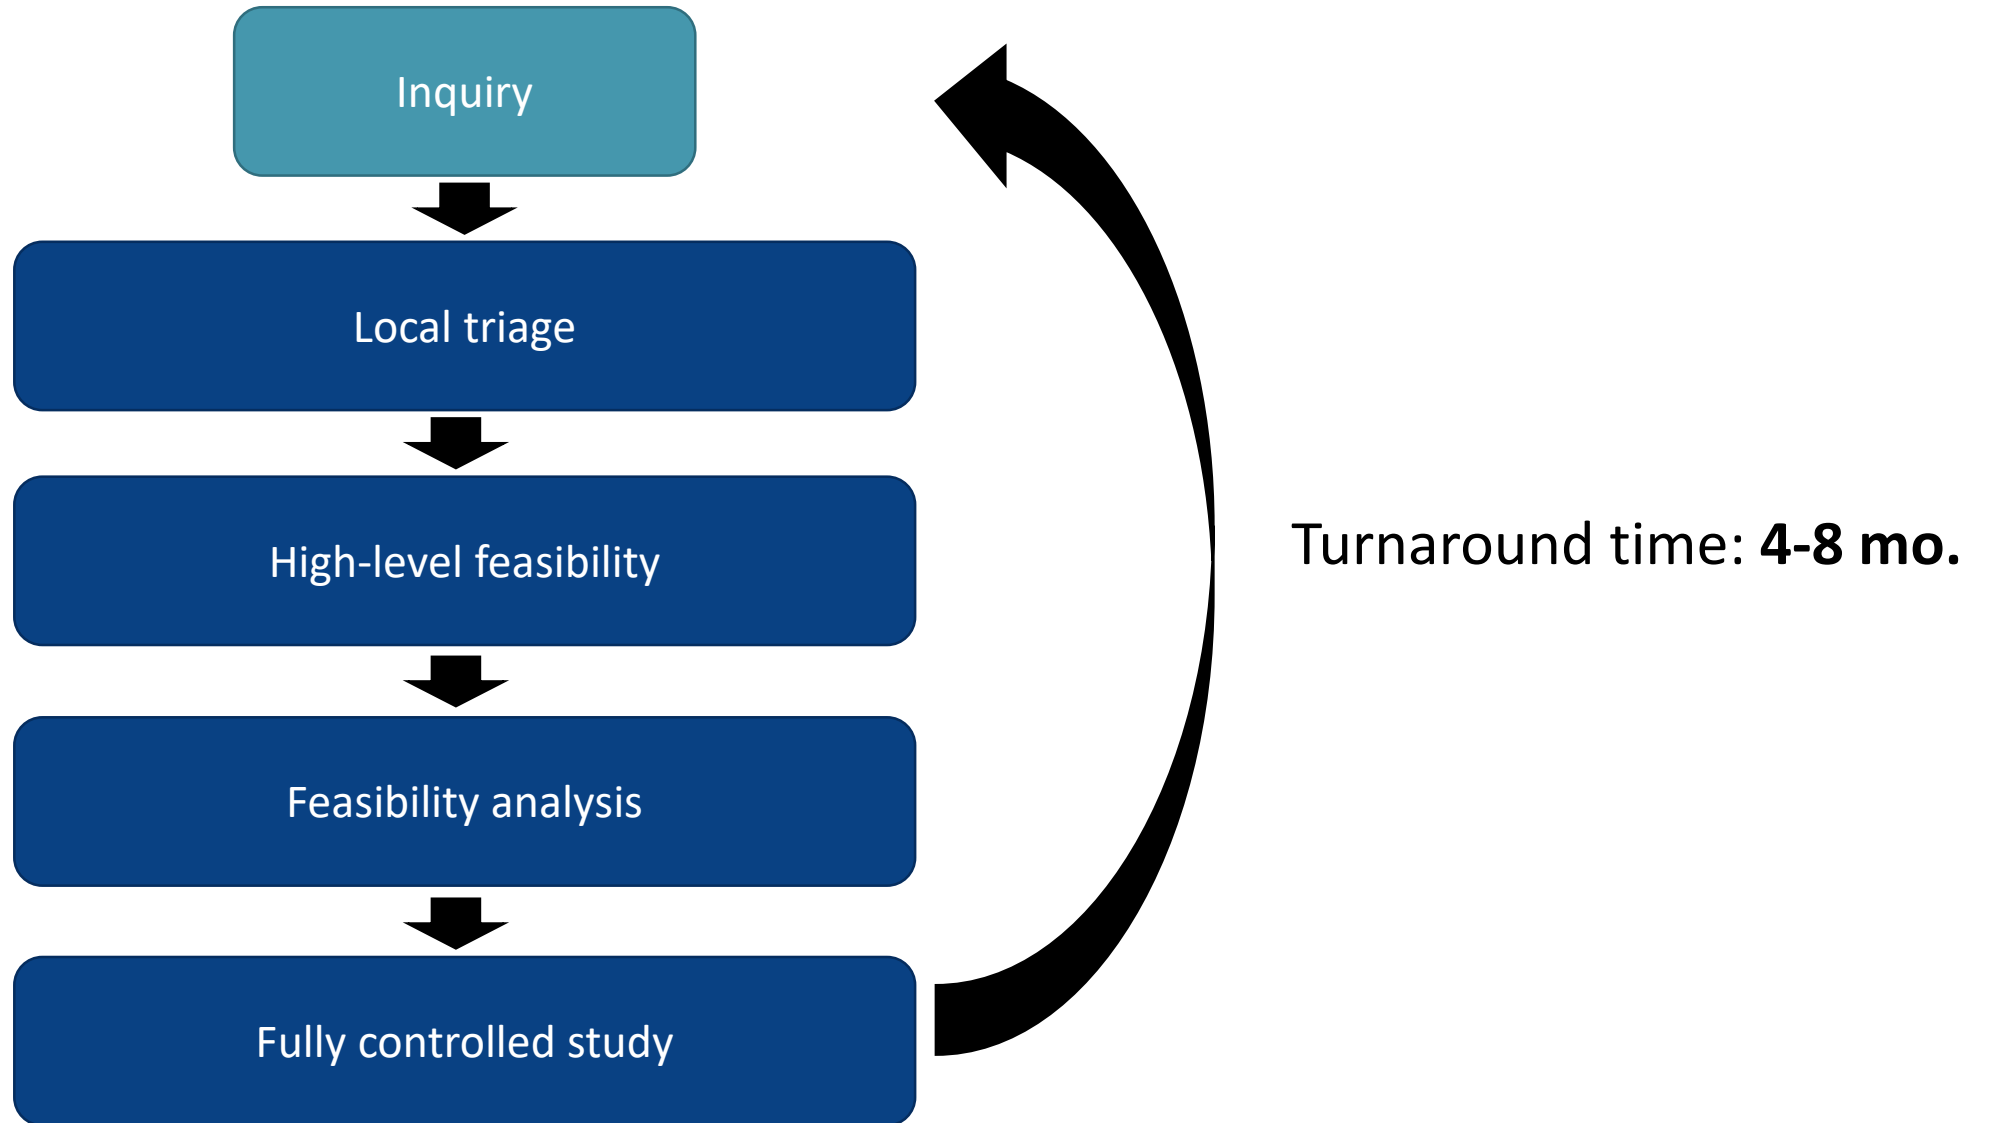 Inquiry
Local triage
High-level feasibility
Turnaround time: 4-8 mo.
Feasibility analysis
Fully controlled study